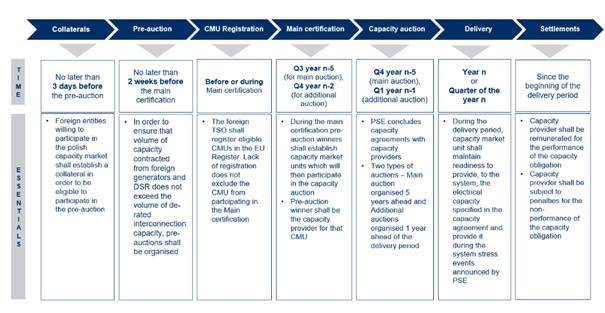 Collaterals
Pre-auction
CMU Registration
Main certification
Capacity auction
Delivery
Settlements
T
I
M
E
No later than
3 days before
the pre-auction
No later than
2 weeks before
the main
certification
Before or during
Main certification
Q3 year n-5
(for main auction),
Q4 year n-2
(for additional
auction)
Q4 year n-5
(main auction),
Q1 year n-1
(additional auction)
Year n
or
Quarter of the
year n
Since the
beginning of the
delivery period
E
S
S
E
N
T
I
A
L
S
• Foreign entities
willing to
participate in
the polish
capacity market
shall establish a
collateral in
order to be
eligible to
participate in
the pre-auction
• In order to
ensure that
volume of
capacity
contracted
from foreign
generators and
DSR does not
exceed the
volume of de-
rated
interconnection
capacity, pre-
auctions shall
be organised
• The foreign
TSO shall
register eligible
CMUs in the EU
Register. Lack
of registration
does not
exclude the
CMU from
participating in
the Main
certification
• During the main
certification pre-
auction winners
shall establish
capacity market
units which will
then participate in
the capacity
auction
• Pre-auction
winner shall be
the capacity
provider for that
CMU
• PSE concludes
capacity
agreements with
capacity
providers
• Two types of
auctions – Main
auction
organised 5
years ahead and
Additional
auctions
organised 1 year
ahead of the
delivery period
• During the
delivery period,
capacity market
unit shall
maintain
readiness to
provide, to the
system, the
electrical
capacity
specified in the
capacity
agreement and
provide it
during the
system stress
events
announced by
PSE
• Capacity
provider shall be
remunerated for
the performance
of the capacity
obligation
• Capacity
provider shall be
subject to
penalties for the
non-
performance of
the capacity
obligation